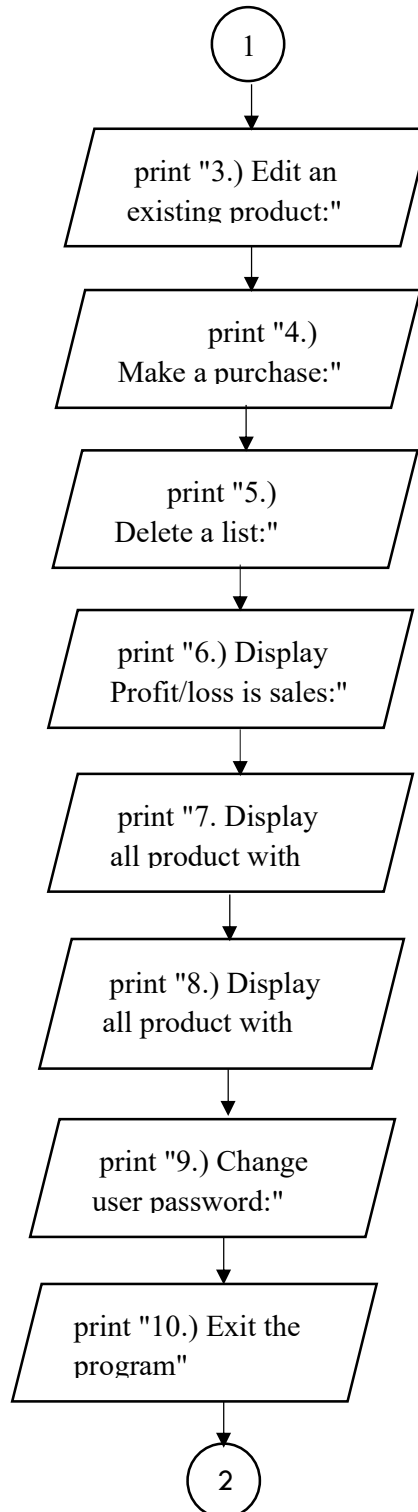 1
print "3.) Edit an
existing product:"
print "4.)
Make a purchase:"
print "5.)
Delete a list:"
print "6.) Display
Profit/loss is sales:"
print "7. Display
all product with
print "8.) Display
all product with
print "9.) Change
user password:"
print "10.) Exit the
program"
2